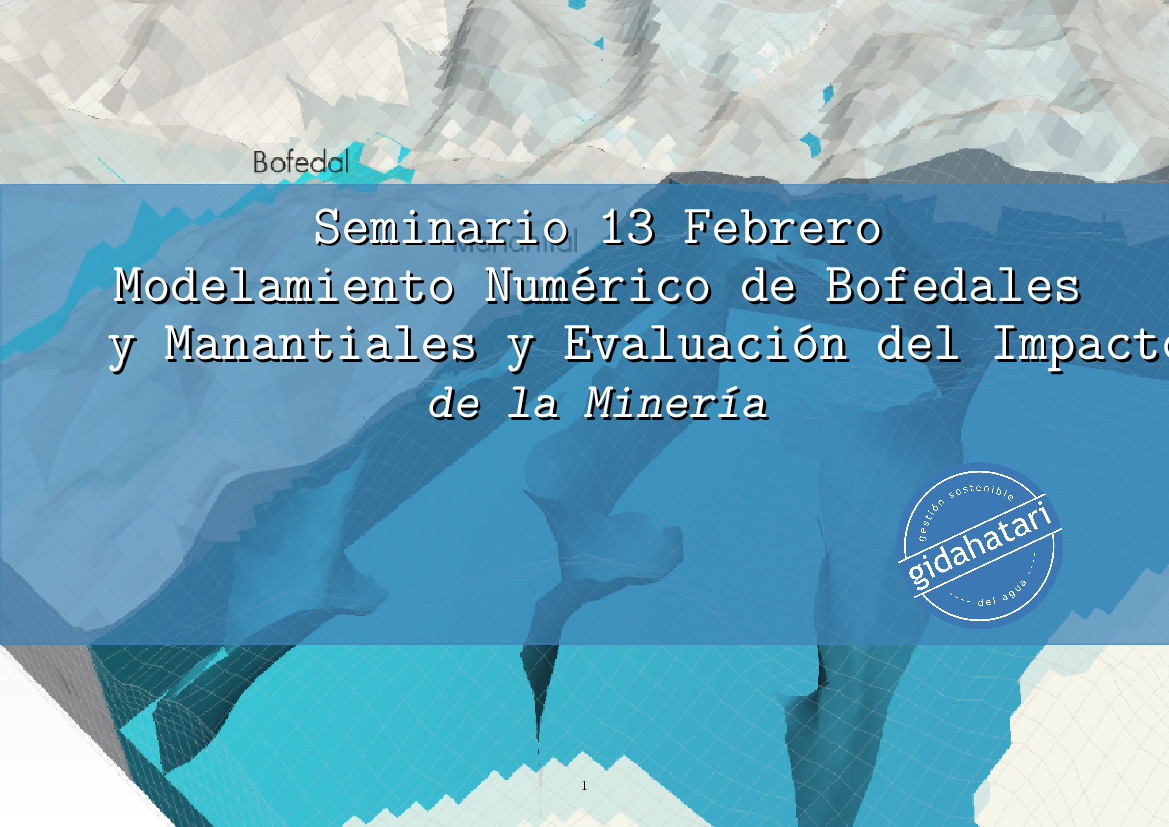 Bofedal
Seminario 13 Febrero
Manantial
Modelamiento Numérico de Bofedales
y Manantiales y Evaluación del Impacto
de la Minería
gestión sostenible
gidahatari
---- del agua ----
1